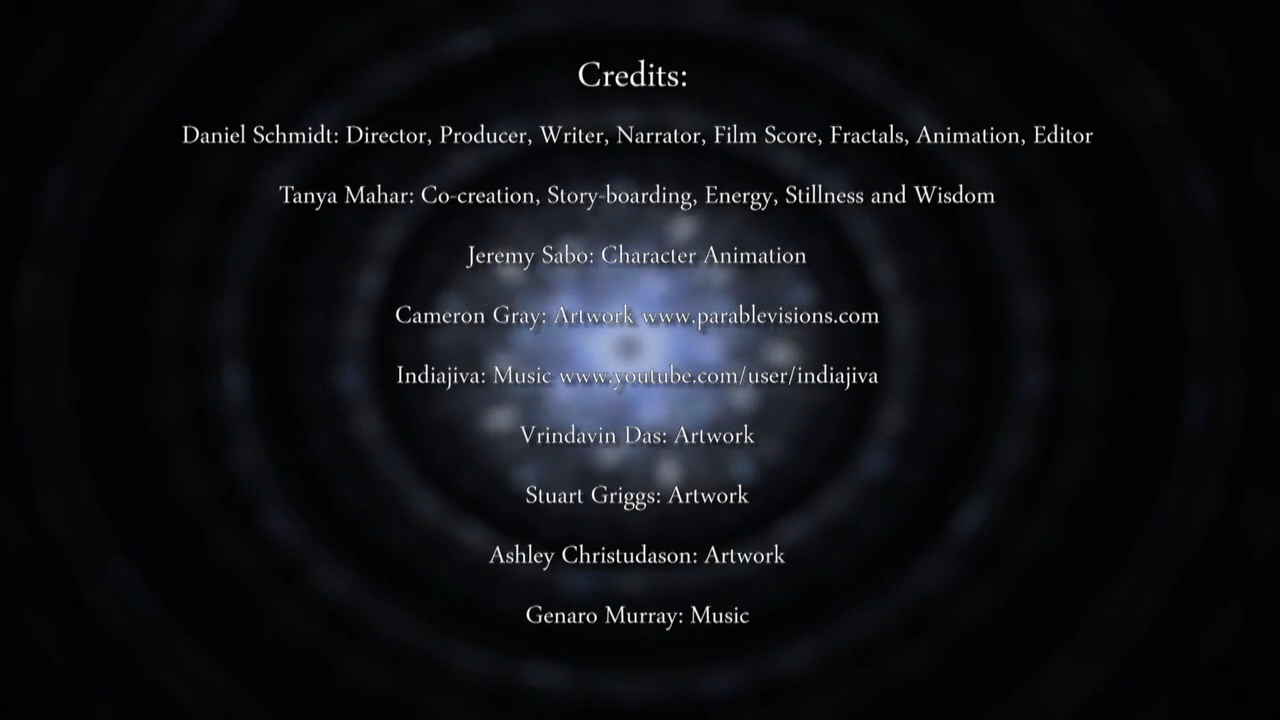 Credits:
Daniel Schmidt: Director, Producer, Writer, Narrator, Film Score, Fractals, Animation, Editor
Tanya Mahar: Co-creation, Story-boarding, Energy, Stillness and Wisdom
Jeremy Sabo: Character Animation
Cameron Gray: Artwork www.parablevisions.com
Indiajiva: Music www.youtube.com/user/indiajiva
Vrindavin Das: Artwork
Stuart Griggs: Artwork
Ashley Christudason: Artwork
Genaro Murray: Music